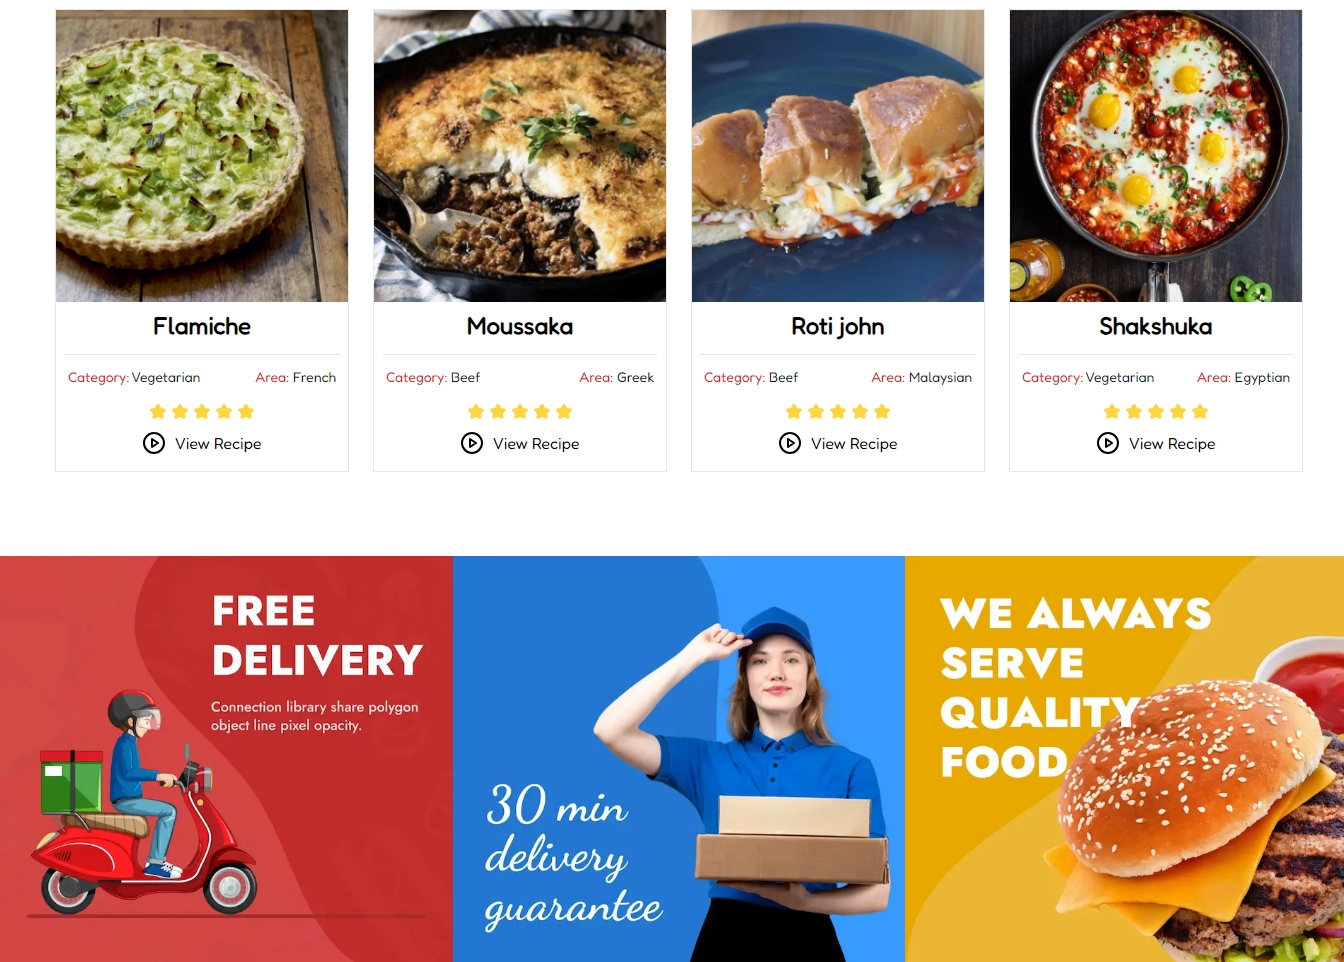 Flamiche
Category: Vegetarian Area: French
View Recipe
Moussaka
Category: Beef Area: Greek
View Recipe
Roti john
Category: Beef Area: Malaysian
View Recipe
Shakshuka
Category: Vegetarian Area: Egyptian
View Recipe
FREE
DELIVERY
Connection library share polygon
object line pixel opacity.
30 min
delivery
guarantee
WE ALWAYS
SERVE
QUALITY
FOOD